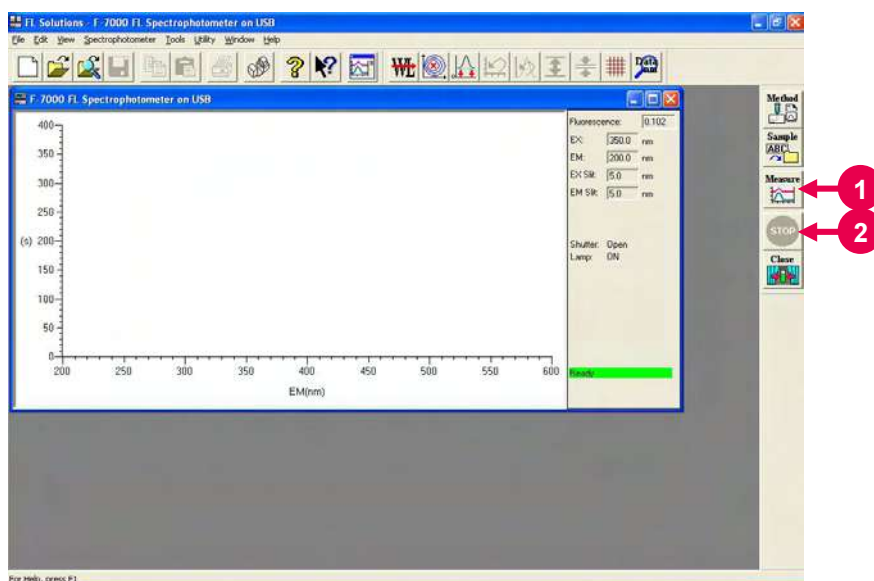 FL Solutions - F-7000 FL Spectrophotometer on USB
File Edit View Spectrophotometer Tools Utility Window Help
WL
Data
F-7000 FL Spectrophotometer on USB
Method
Sample
ABC
Measure
1
STOP
2
Close
400
350
300
250
(s) 200
150
100
50
0
200 250 300 350 400 450 500 550 600
EM(nm)
Fluorescence: 0.102
EX: 350.0 nm
EM: 200.0 nm
EX Slit: 5.0 nm
EM Slit: 5.0 nm
Shutter: Open
Lamp: ON
Ready
For Help, press F1